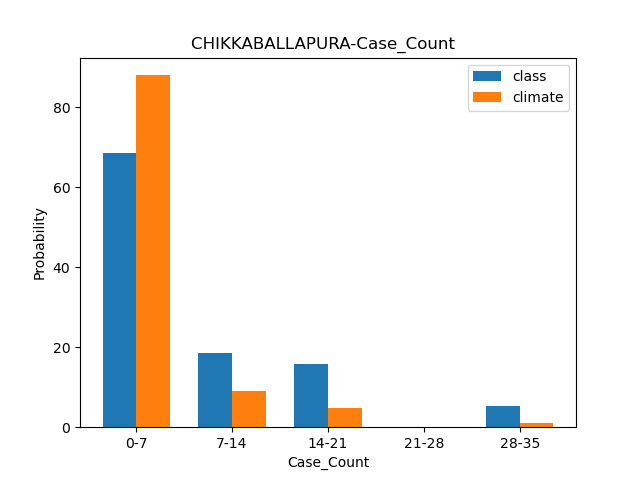 CHIKKABALLAPURA-Case_Count
class
climate
Probability
80
60
40
20
0
0-7
7-14
14-21
21-28
28-35
Case_Count